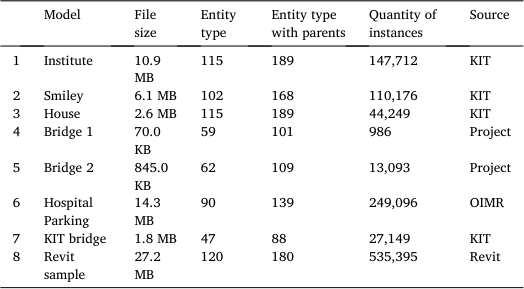 Model File Entity Entity type Quantity of Source
size type with parents instances
1 Institute 10.9 115 189 147,712 KIT
MB
2 Smiley 6.1 MB 102 168 110,176 KIT
3 House 2.6 MB 115 189 44,249 KIT
4 Bridge 1 70.0 59 101 986 Project
KB
5 Bridge 2 845.0 62 109 13,093 Project
KB
6 Hospital 14.3 90 139 249,096 OIMR
Parking MB
7 KIT bridge 1.8 MB 47 88 27,149 KIT
8 Revit 27.2 120 180 535,395 Revit
sample MB